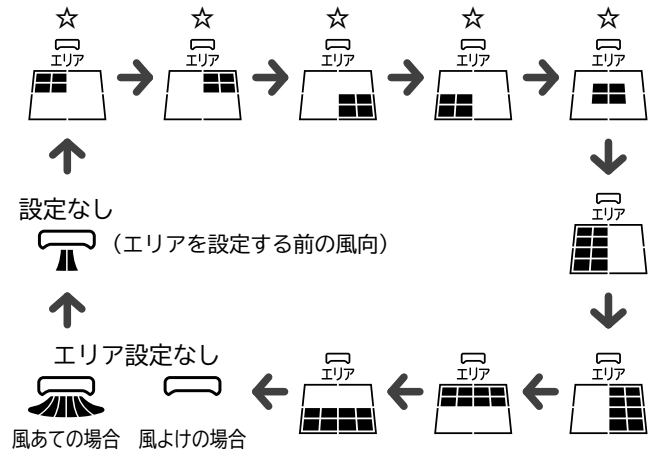 ☆ ☆ ☆ ☆ ☆
エリア エリア エリア エリア エリア
設定なし
（エリアを設定する前の風向）
エリア
エリア設定なし
エリア エリア エリア
風あての場合 風よけの場合